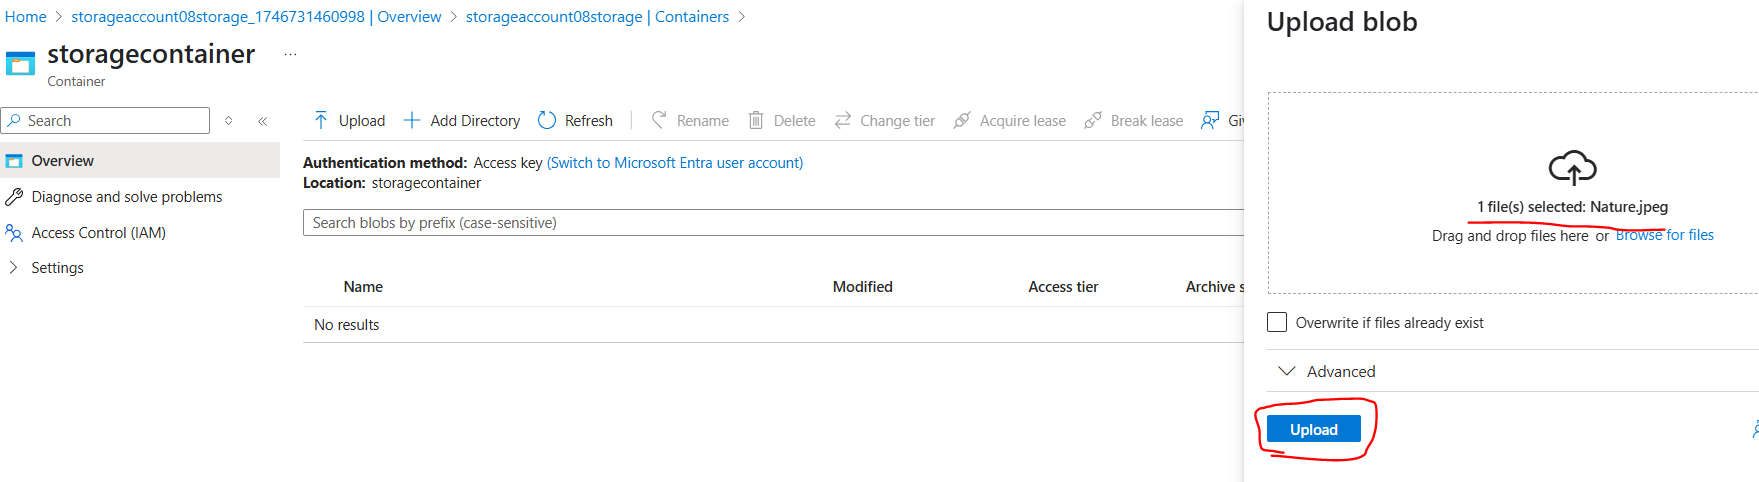 Home > storageaccount08storage_1746731460998 | Overview > storageaccount08storage | Containers >
storagecontainer ...
Container
Search
Overview
Diagnose and solve problems
Access Control (IAM)
Settings
Upload Add Directory Refresh Rename Delete Change tier Acquire lease Break lease Gi
Authentication method: Access key (Switch to Microsoft Entra user account)
Location: storagecontainer
Search blobs by prefix (case-sensitive)
Name Modified Access tier Archive s
No results
Upload blob
1 file(s) selected: Nature.jpeg
Drag and drop files here or Browse for files
Overwrite if files already exist
Advanced
Upload